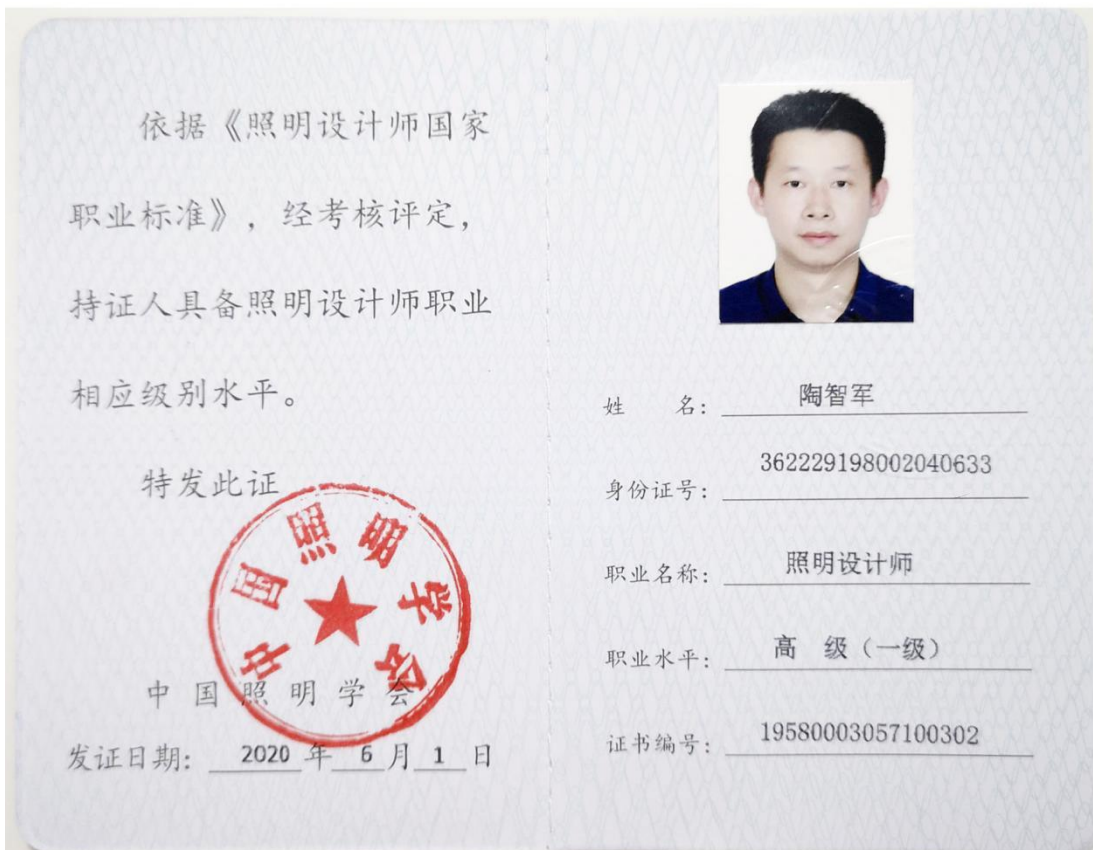 依据《照明设计师国家
职业标准》，经考核评定，
持证人具备照明设计师职业
相应级别水平。
特发此证
中国照明学会
中国照明学会
发证日期: 2020 年 6 月 1 日
姓 名: 陶智军
身份证号: 362229198002040633
职业名称: 照明设计师
职业水平: 高 级（一级）
证书编号: 19580003057100302